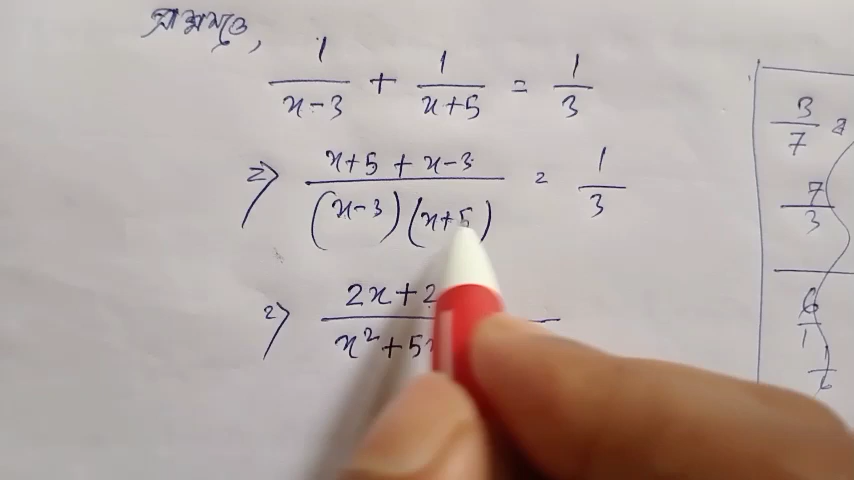 প্রশ্নমতে,
1/(x-3) + 1/(x+5) = 1/3
⇒ (x+5+x-3)/((x-3)(x+5)) = 1/3
⇒ (2x+2)/(x²+5x
3/7
7/3
6/1
1/6